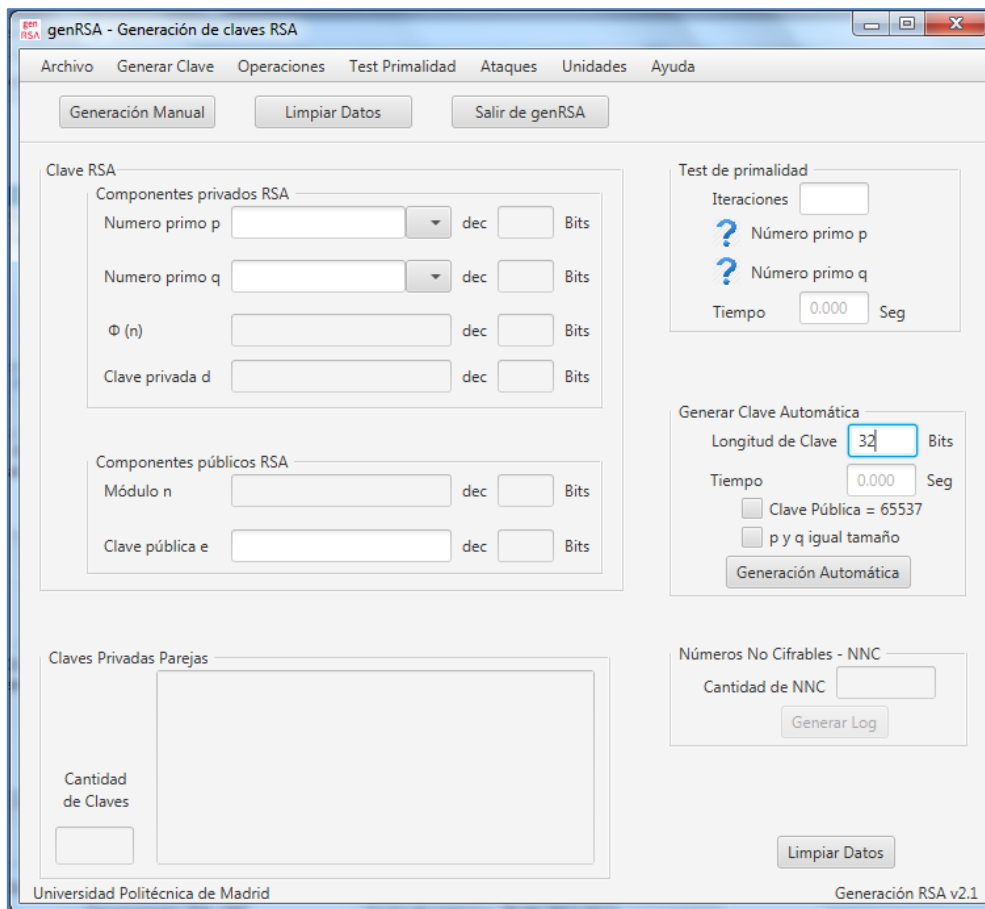 gen RSA genRSA - Generación de claves RSA
Archivo Generar Clave Operaciones Test Primalidad Ataques Unidades Ayuda
Generación Manual Limpiar Datos Salir de genRSA
Clave RSA
Componentes privados RSA
Numero primo p dec Bits
Numero primo q dec Bits
Φ (n) dec Bits
Clave privada d dec Bits
Componentes públicos RSA
Módulo n dec Bits
Clave pública e dec Bits
Test de primalidad
Iteraciones
? Número primo p
? Número primo q
Tiempo 0.000 Seg
Generar Clave Automática
Longitud de Clave 32 Bits
Tiempo 0.000 Seg
Clave Pública = 65537
p y q igual tamaño
Generación Automática
Claves Privadas Parejas
Cantidad
de Claves
Números No Cifrables - NNC
Cantidad de NNC
Generar Log
Limpiar Datos
Universidad Politécnica de Madrid Generación RSA v2.1